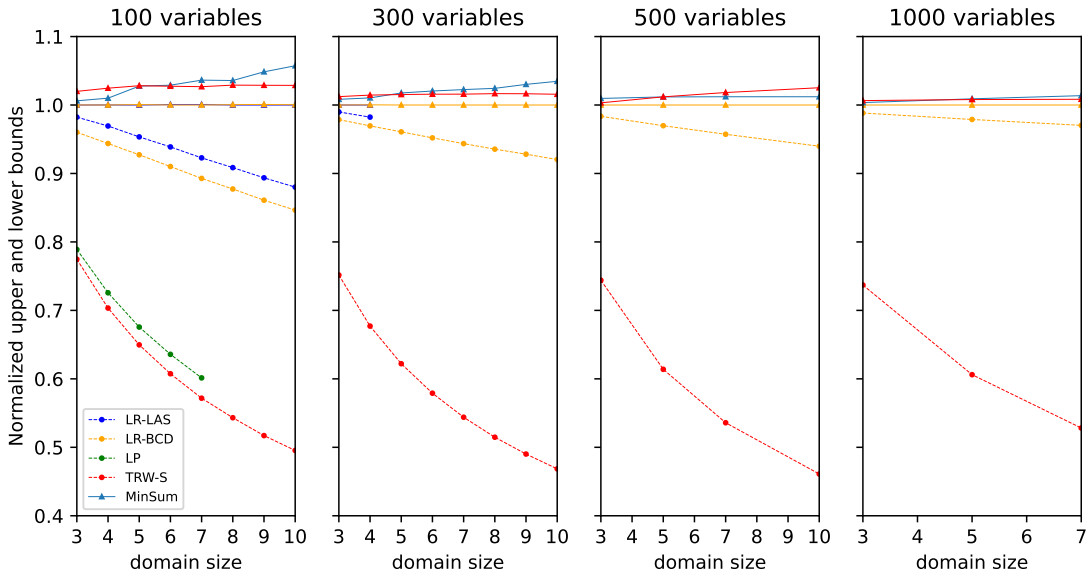 100 variables
300 variables
500 variables
1000 variables
Normalized upper and lower bounds
1.1
1.0
0.9
0.8
0.7
0.6
0.5
0.4
LR-LAS
LR-BCD
LP
TRW-S
MinSum
3 4 5 6 7 8 9 10
3 4 5 6 7 8 9 10
3 4 5 6 7 8 9 10
3 4 5 6 7
domain size
domain size
domain size
domain size